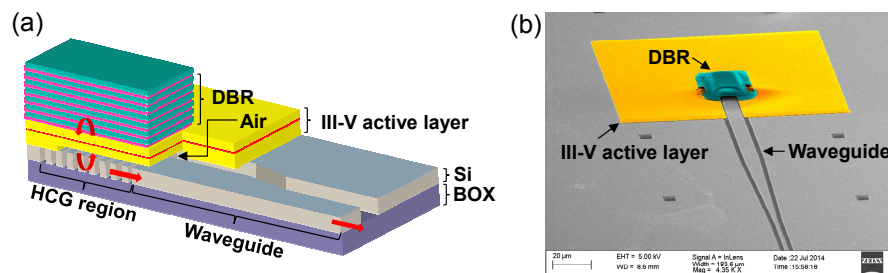 (a)
DBR
Air
III-V active layer
Si
BOX
HCG region
Waveguide
(b)
DBR
III-V active layer
Waveguide
20 µm
EHT = 5.00 kV
WD = 8.6 mm
Signal A = InLens
Width = 193.6 µm
Mag = 4.35 K X
Date :22 Jul 2014
Time :15:58:18
ZEISS